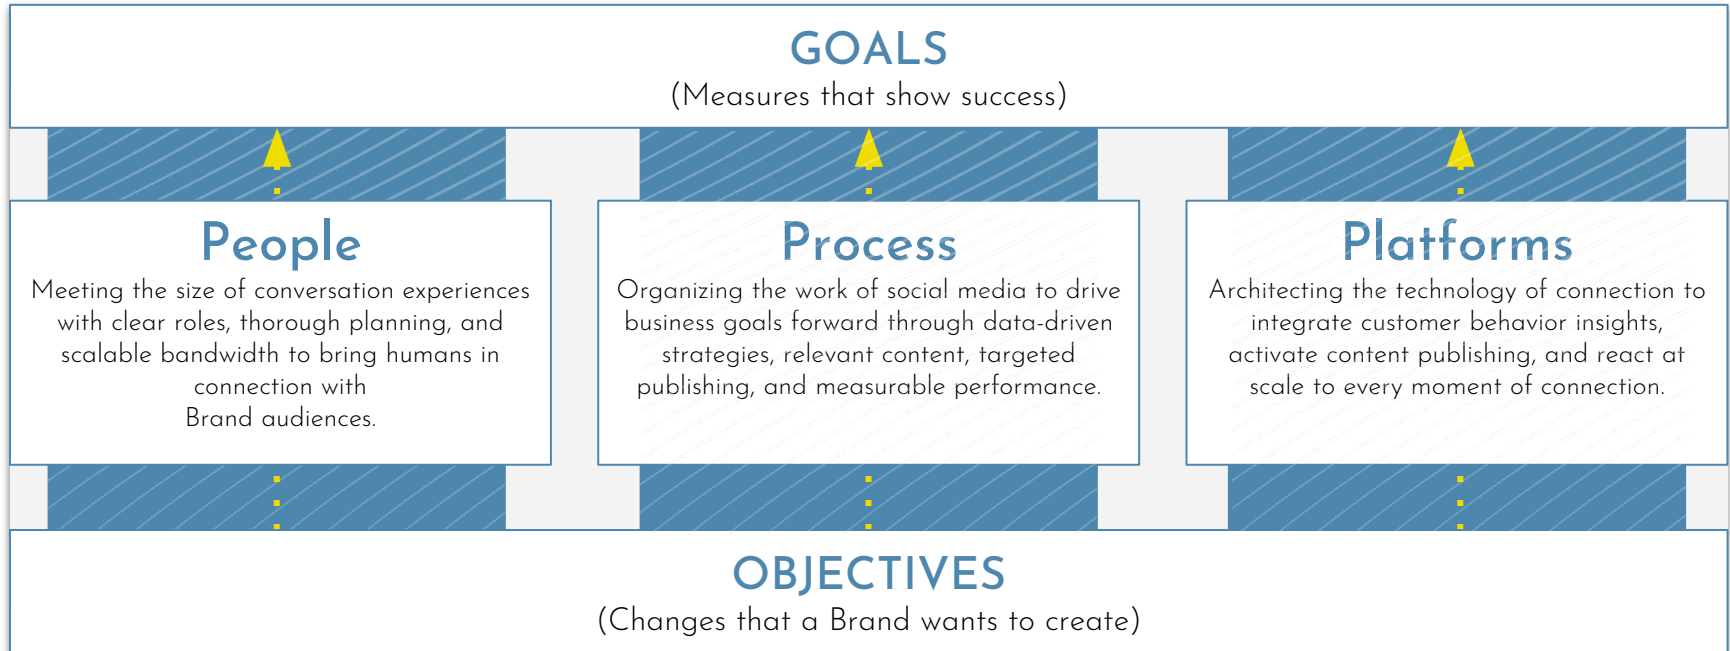 GOALS
(Measures that show success)
People
Meeting the size of conversation experiences
with clear roles, thorough planning, and
scalable bandwidth to bring humans in
connection with
Brand audiences.
Process
Organizing the work of social media to drive
business goals forward through data-driven
strategies, relevant content, targeted
publishing, and measurable performance.
Platforms
Architecting the technology of connection to
integrate customer behavior insights,
activate content publishing, and react at
scale to every moment of connection.
OBJECTIVES
(Changes that a Brand wants to create)